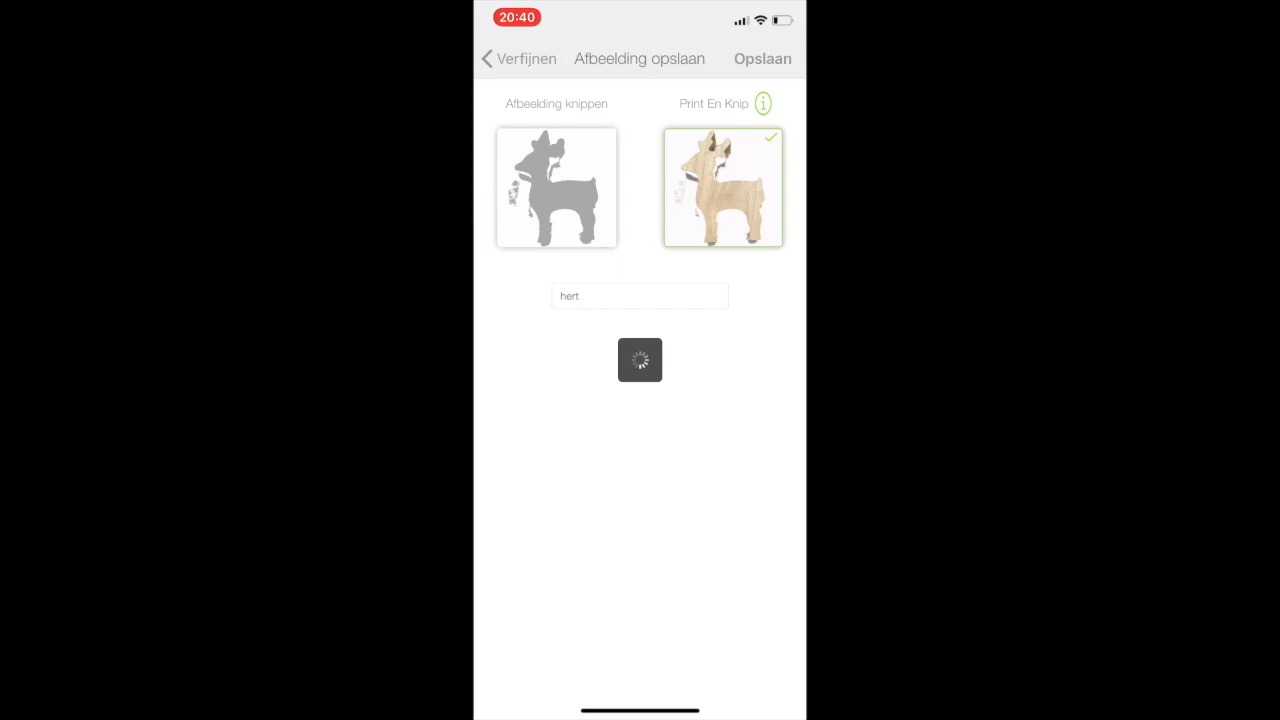 20:40
Verfijnen Afbeelding opslaan Opslaan
Afbeelding knippen Print En Knip i
hert